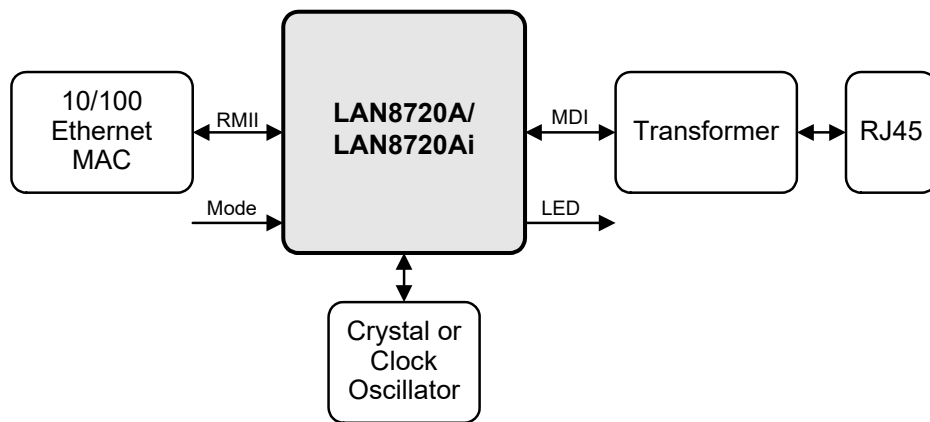 10/100
Ethernet
MAC
RMII
LAN8720A/
LAN8720Ai
MDI
Transformer
RJ45
Mode
LED
Crystal or
Clock
Oscillator